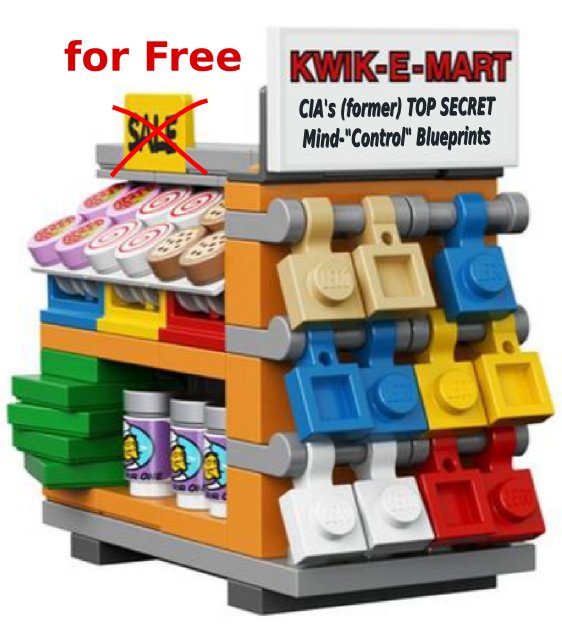 for Free
KWIK-E-MART
CIA's (former) TOP SECRET
Mind-"Control" Blueprints
SALE